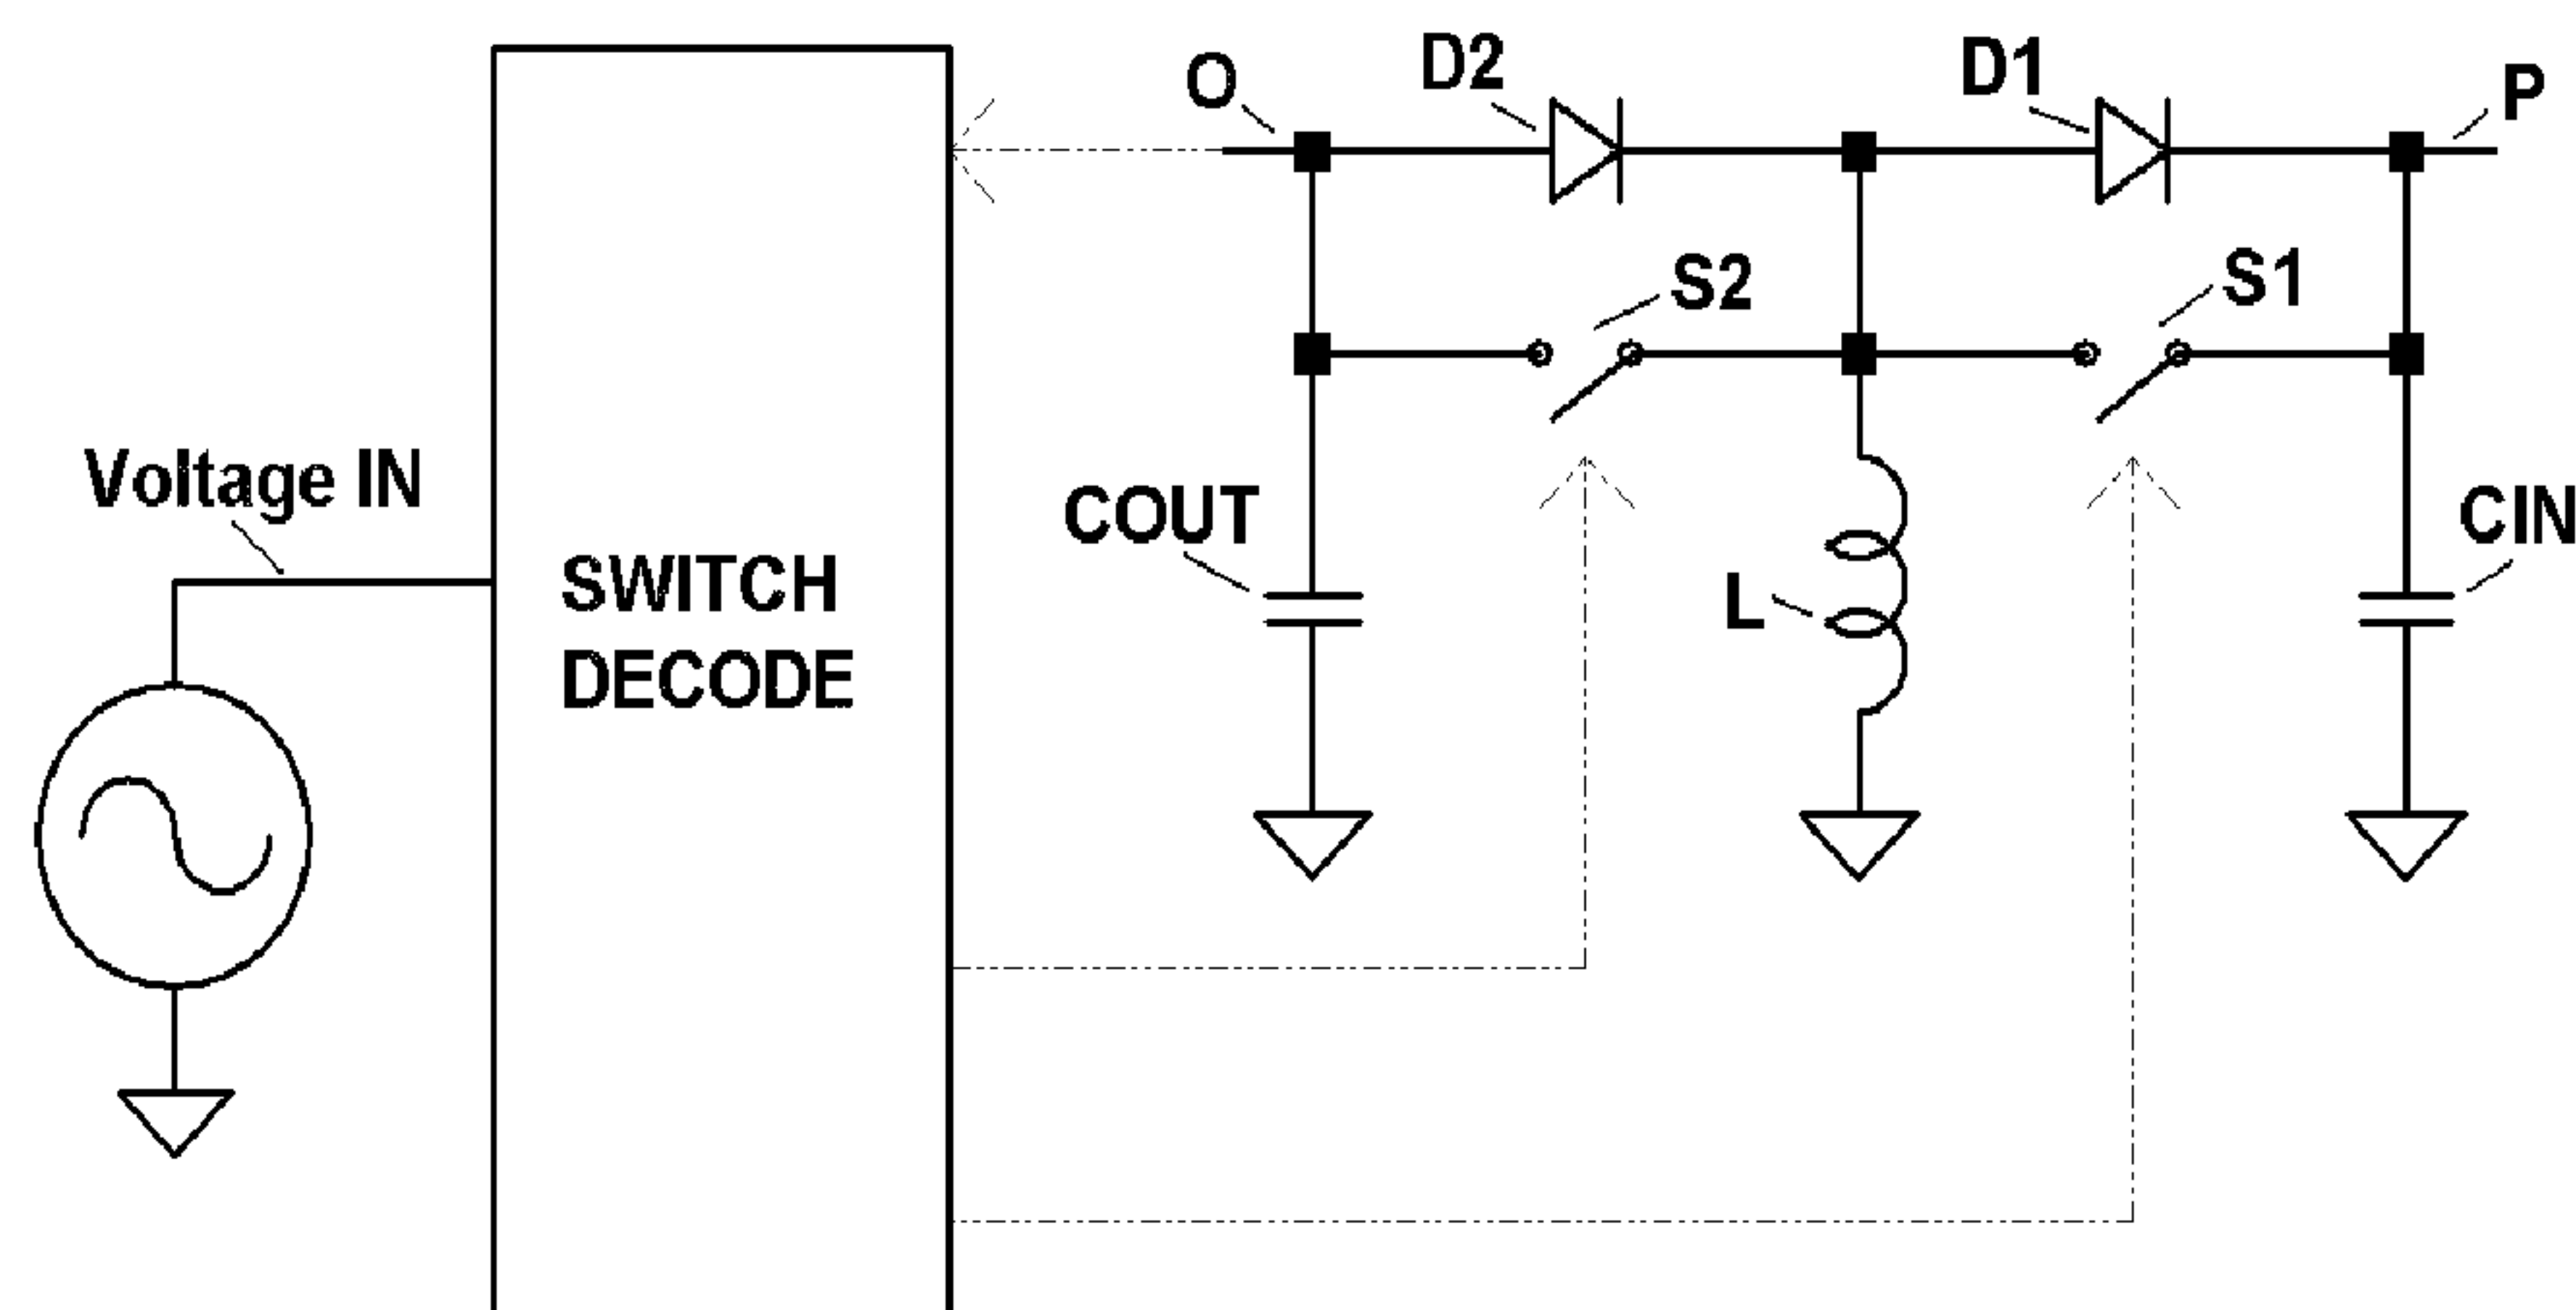 O
D2
D1
P
S2
S1
Voltage IN
COUT
CIN
SWITCH
DECODE
L